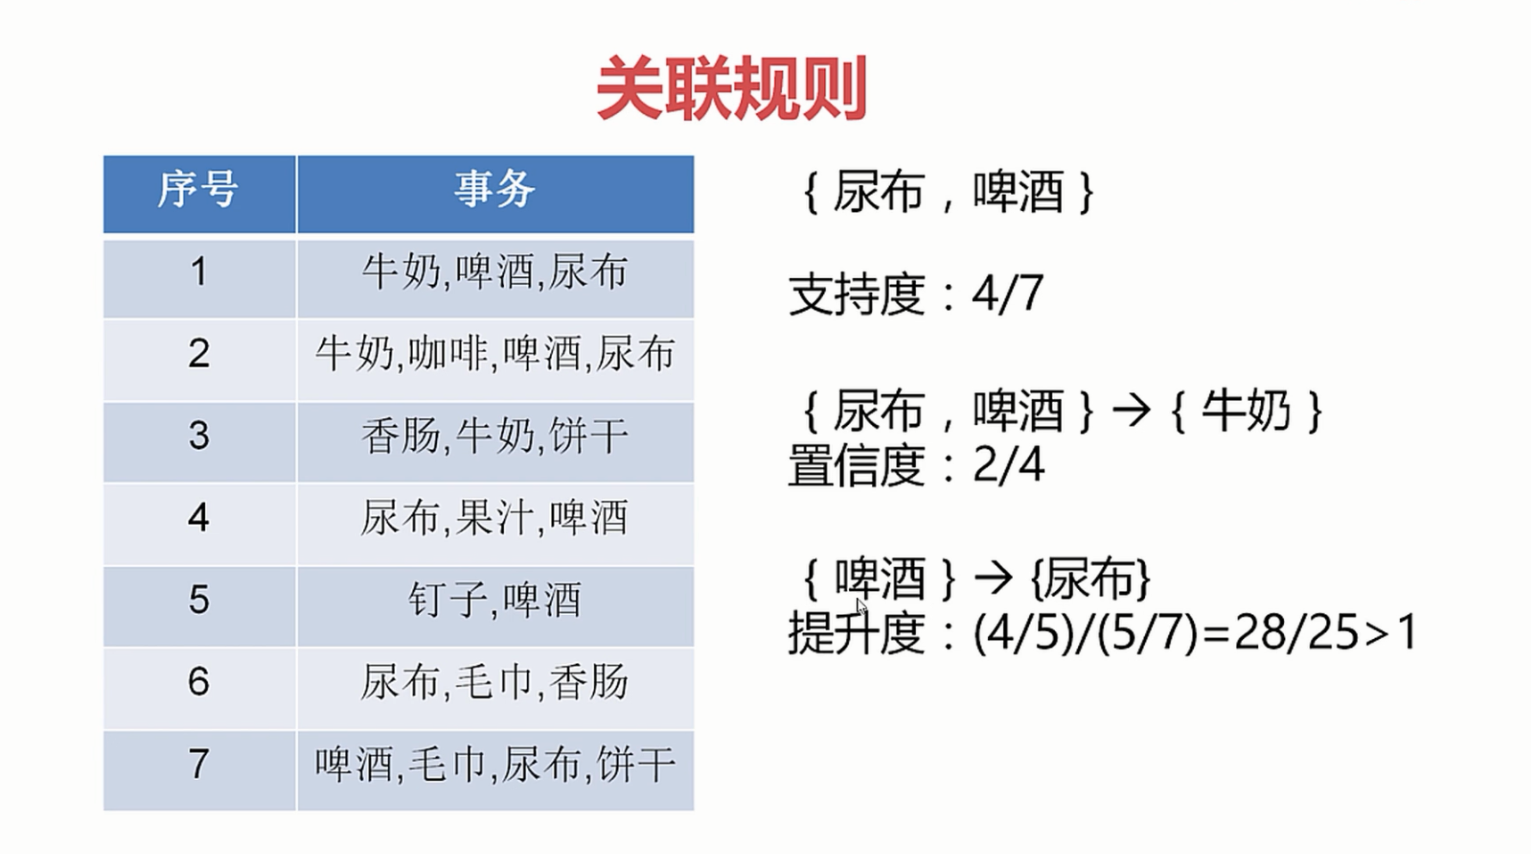 关联规则
序号 事务
1 牛奶,啤酒,尿布
2 牛奶,咖啡,啤酒,尿布
3 香肠,牛奶,饼干
4 尿布,果汁,啤酒
5 钉子,啤酒
6 尿布,毛巾,香肠
7 啤酒,毛巾,尿布,饼干
{ 尿布，啤酒 }
支持度：4/7
{ 尿布，啤酒 } → { 牛奶 }
置信度：2/4
{ 啤酒 } → {尿布}
提升度：(4/5)/(5/7)=28/25>1